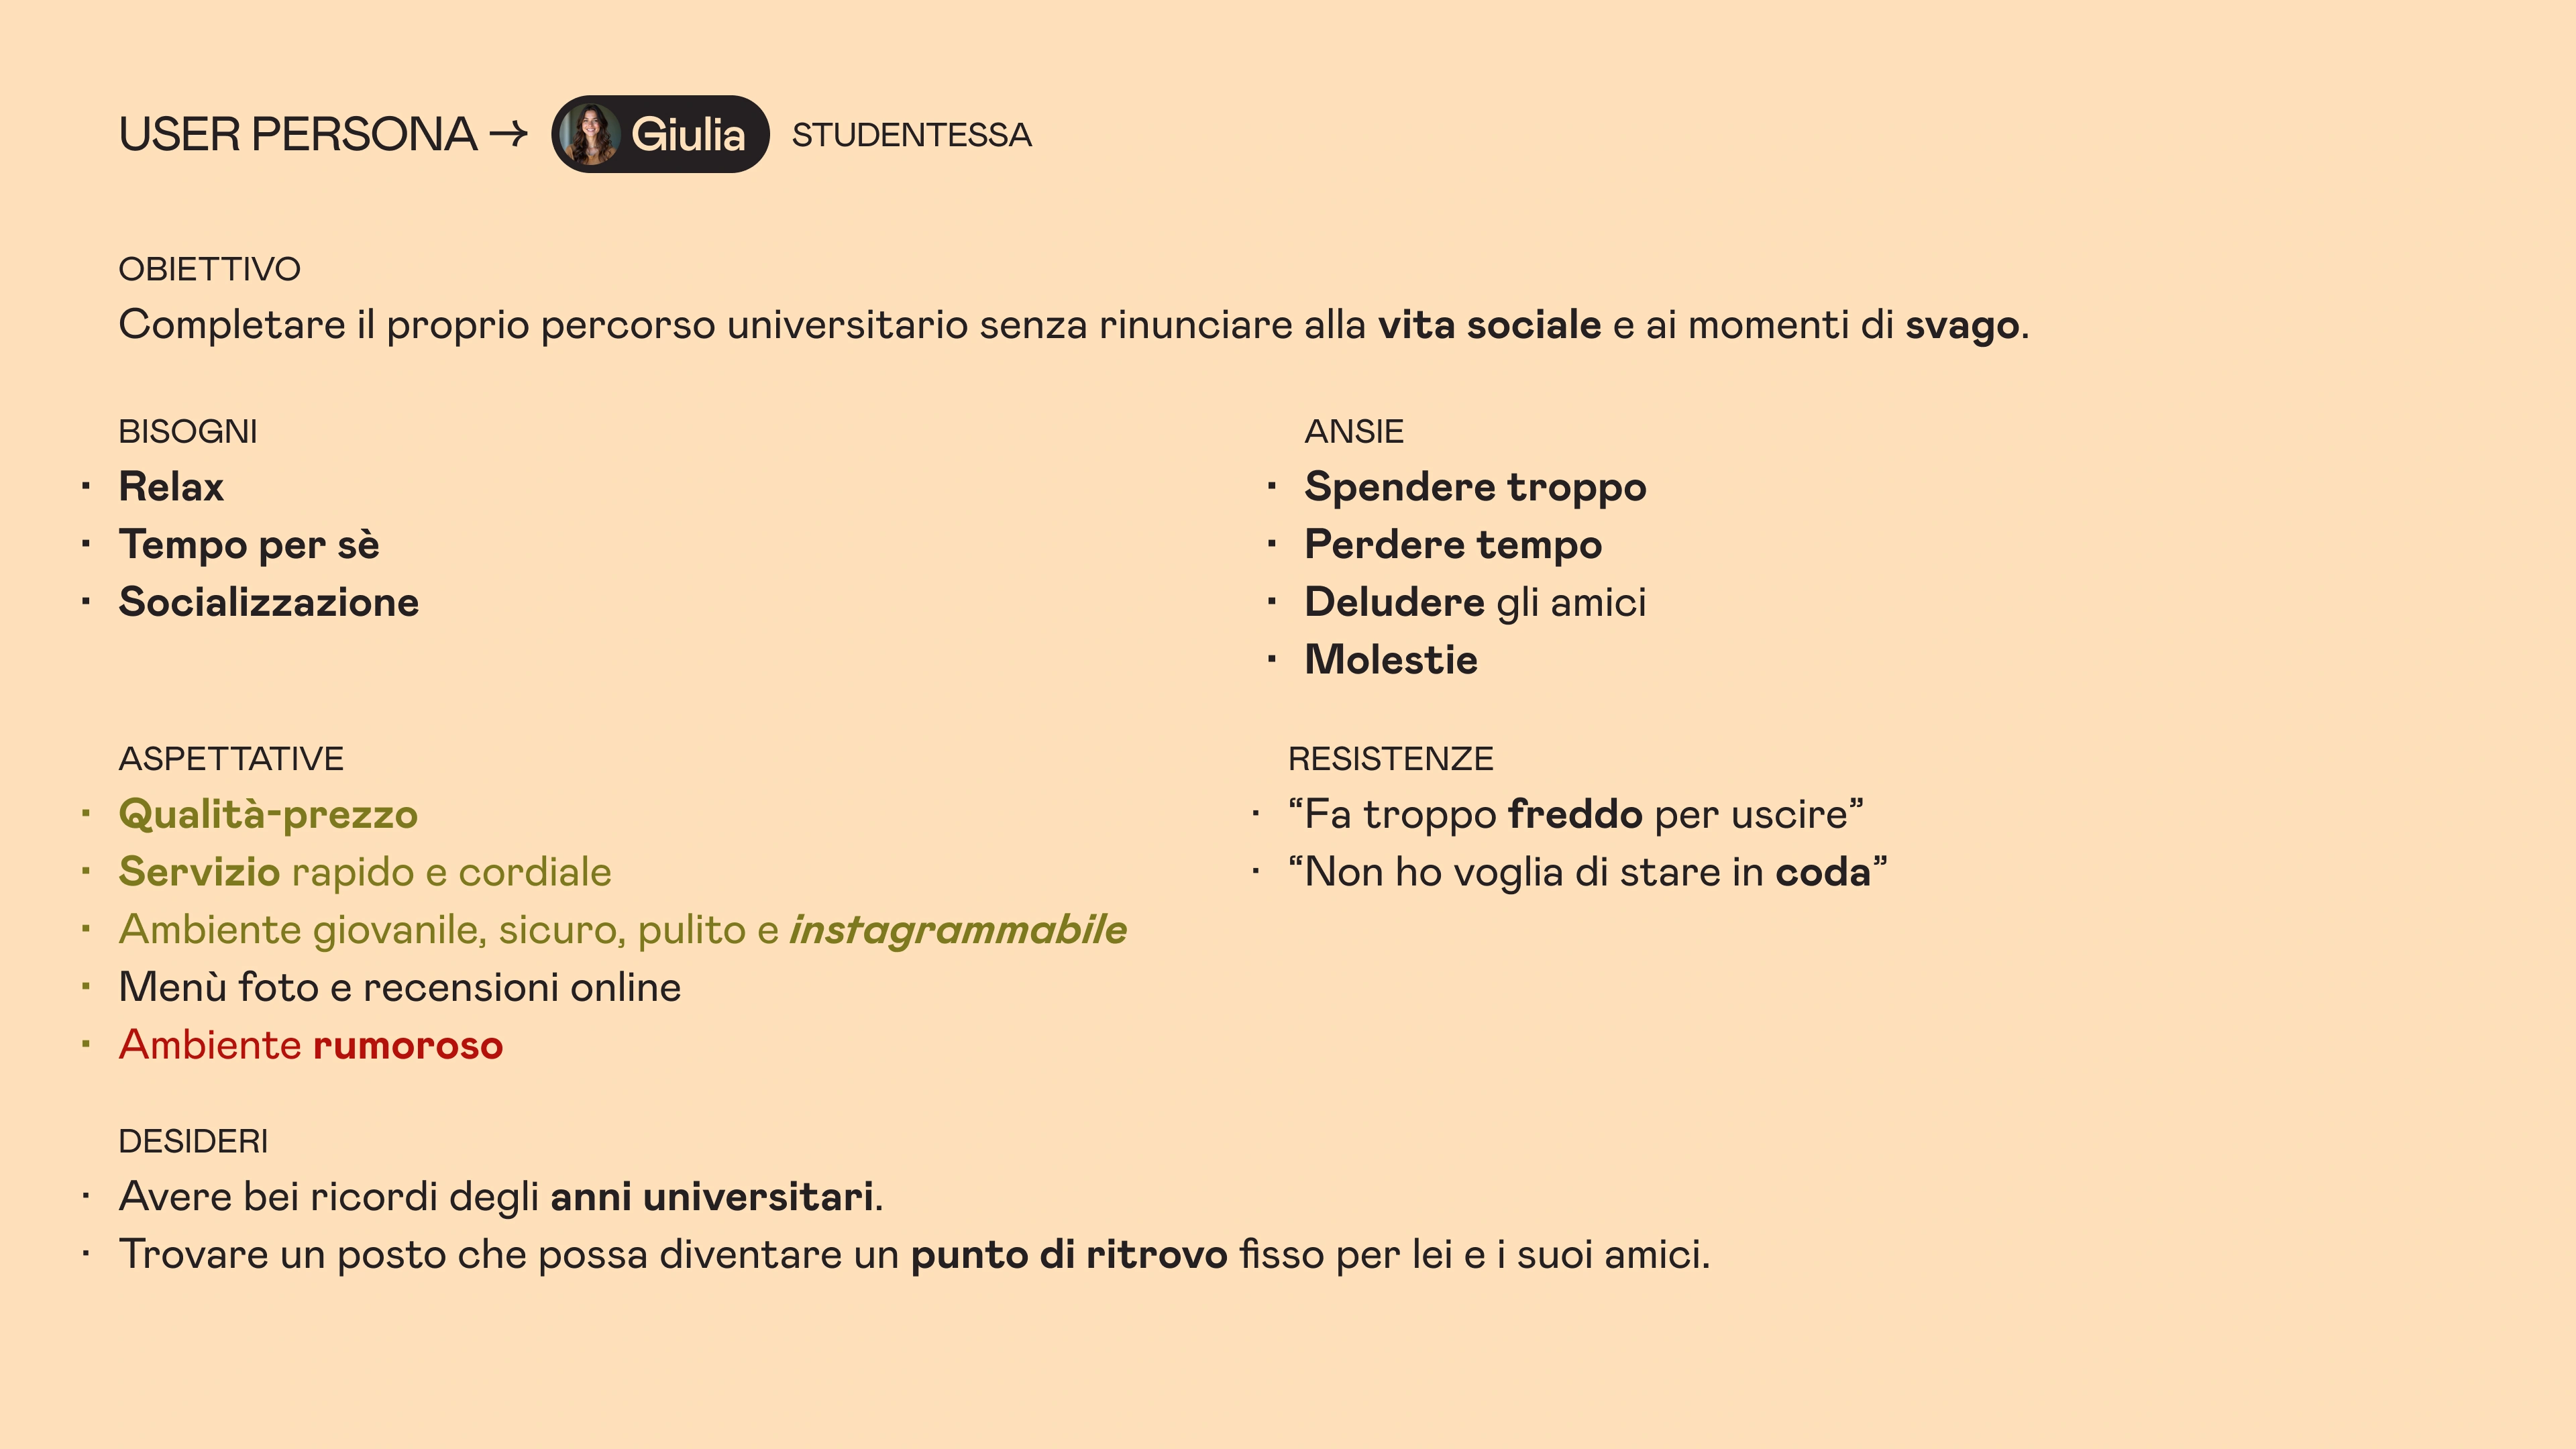 USER PERSONA → Giulia STUDENTESSA
OBIETTIVO
Completare il proprio percorso universitario senza rinunciare alla vita sociale e ai momenti di svago.
BISOGNI
· Relax
· Tempo per sè
· Socializzazione
ANSIE
· Spendere troppo
· Perdere tempo
· Deludere gli amici
· Molestie
ASPETTATIVE
· Qualità-prezzo
· Servizio rapido e cordiale
· Ambiente giovanile, sicuro, pulito e instagrammabile
· Menù foto e recensioni online
· Ambiente rumoroso
RESISTENZE
· “Fa troppo freddo per uscire”
· “Non ho voglia di stare in coda”
DESIDERI
· Avere bei ricordi degli anni universitari.
· Trovare un posto che possa diventare un punto di ritrovo fisso per lei e i suoi amici.